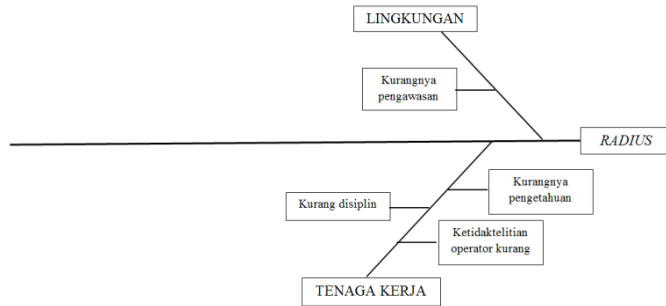 LINGKUNGAN
Kurangnya
pengawasan
RADIUS
Kurangnya
pengetahuan
Kurang disiplin
Ketidaktelitian
operator kurang
TENAGA KERJA